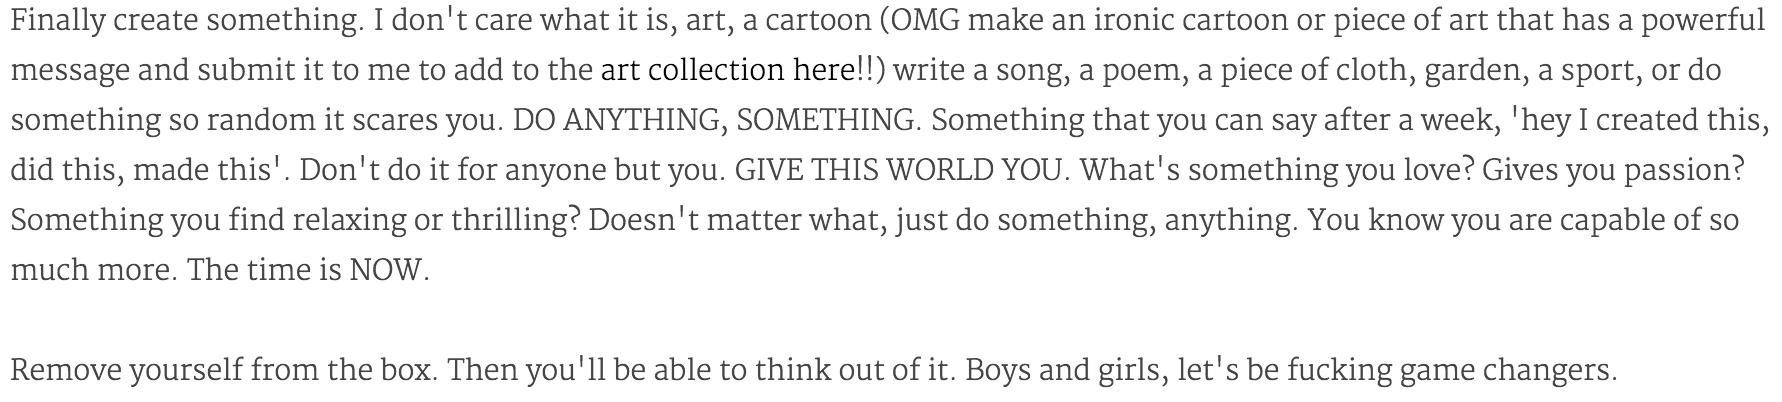 Finally create something. I don't care what it is, art, a cartoon (OMG make an ironic cartoon or piece of art that has a powerful
message and submit it to me to add to the art collection here!!) write a song, a poem, a piece of cloth, garden, a sport, or do
something so random it scares you. DO ANYTHING, SOMETHING. Something that you can say after a week, 'hey I created this,
did this, made this'. Don't do it for anyone but you. GIVE THIS WORLD YOU. What's something you love? Gives you passion?
Something you find relaxing or thrilling? Doesn't matter what, just do something, anything. You know you are capable of so
much more. The time is NOW.
Remove yourself from the box. Then you'll be able to think out of it. Boys and girls, let's be fucking game changers.